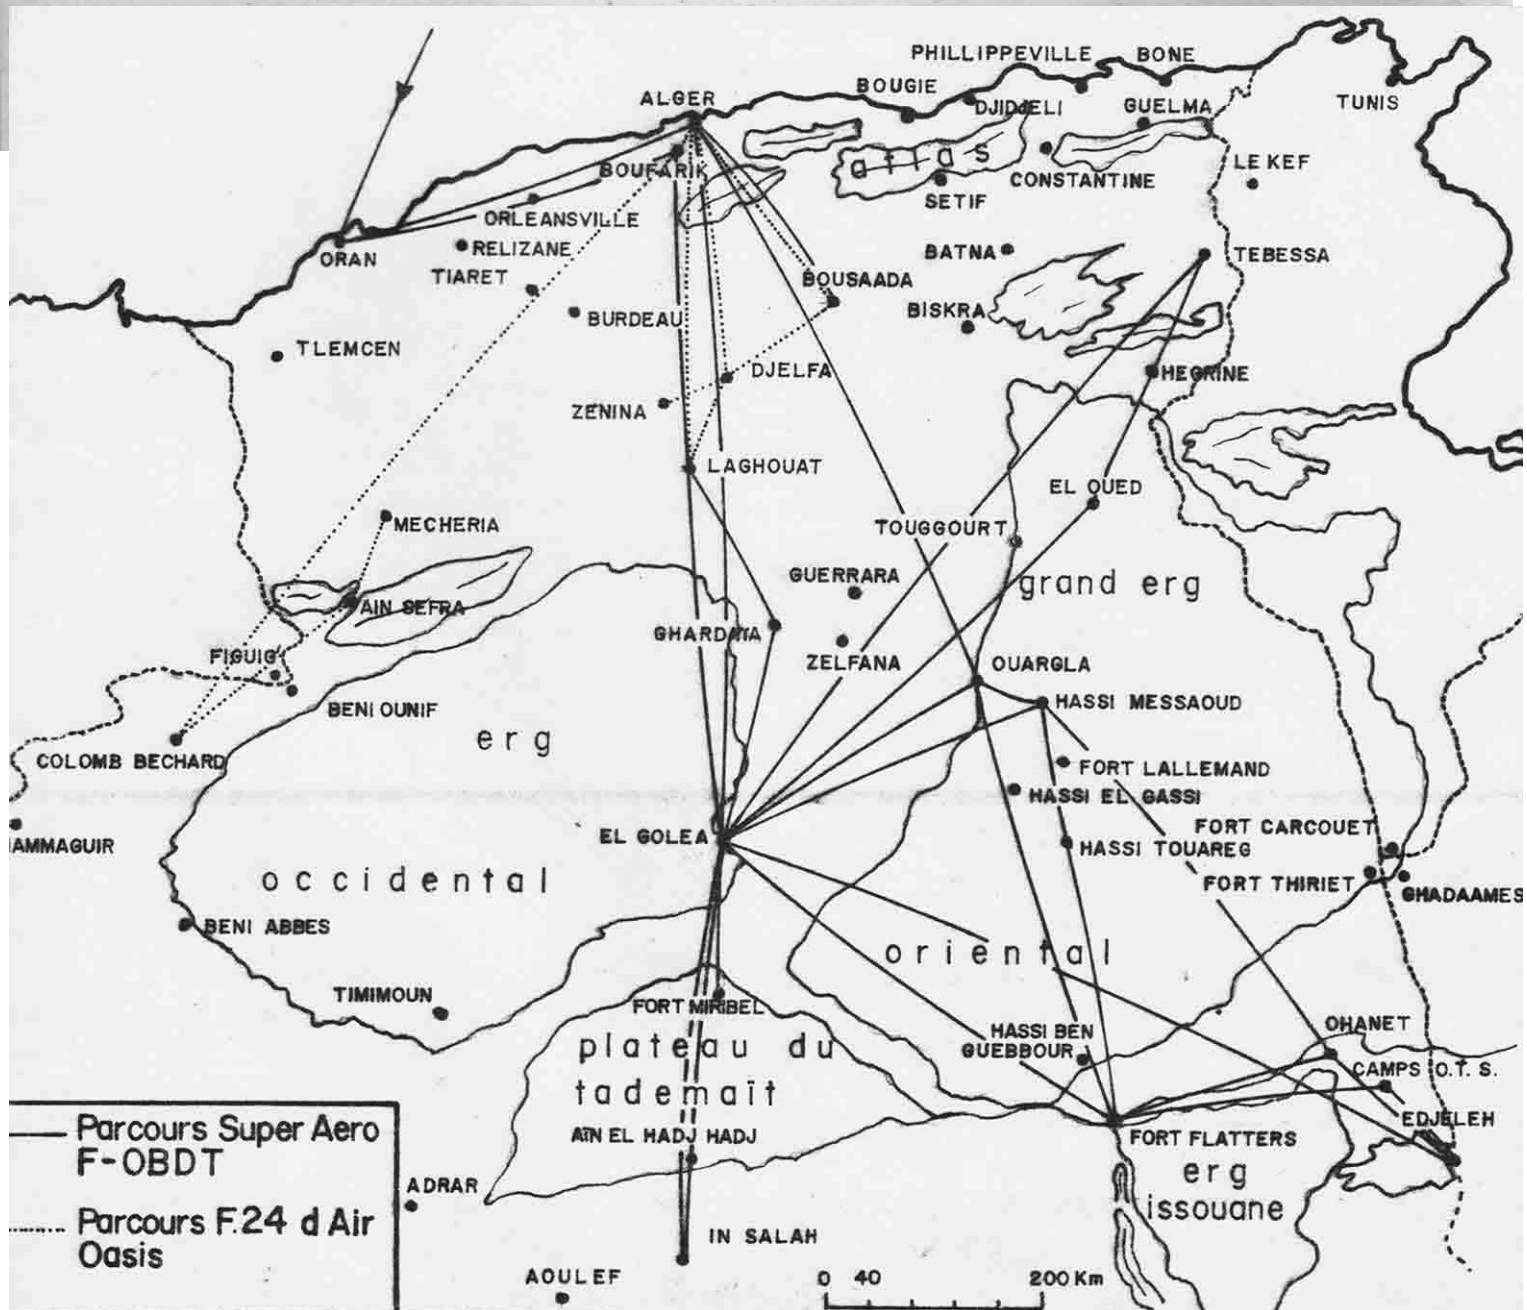 PHILLIPPEVILLE
BONE
BOUGIE
ALGER
DJIDJELI
GUELMA
TUNIS
atlas
LE KEF
BOUFARIK
CONSTANTINE
SETIF
ORLEANSVILLE
RELIZANE
ORAN
BATNA
TEBESSA
TIARET
BOUSAADA
BISKRA
BURDEAU
TLEMCEN
DJELFA
HEGRINE
ZENINA
LAGHOUAT
EL OUED
MECHERIA
TOUGGOURT
GUERRARA
grand erg
AIN SEFRA
GHARDAIA
FIGUIG
ZELFANA
OUARGLA
BENI OUNIF
HASSI MESSAOUD
erg
COLOMB BECHARD
FORT LALLEMAND
HASSI EL GASSI
FORT CARCOUET
AMMAGUIR
EL GOLEA
HASSI TOUAREG
occidental
FORT THIRIET
GHADAAMES
BENI ABBES
oriental
TIMIMOUN
FORT MIRIBEL
OHANET
HASSI BEN
GUEBBOUR
plateau du
tademaït
CAMPS O.T.S.
EDJELEH
Parcours Super Aero
F-OBDT
AÏN EL HADJ HADJ
FORT FLATTERS
erg
issouane
ADRAR
Parcours F.24 d Air
Oasis
IN SALAH
AOULEF
0 40 200 Km